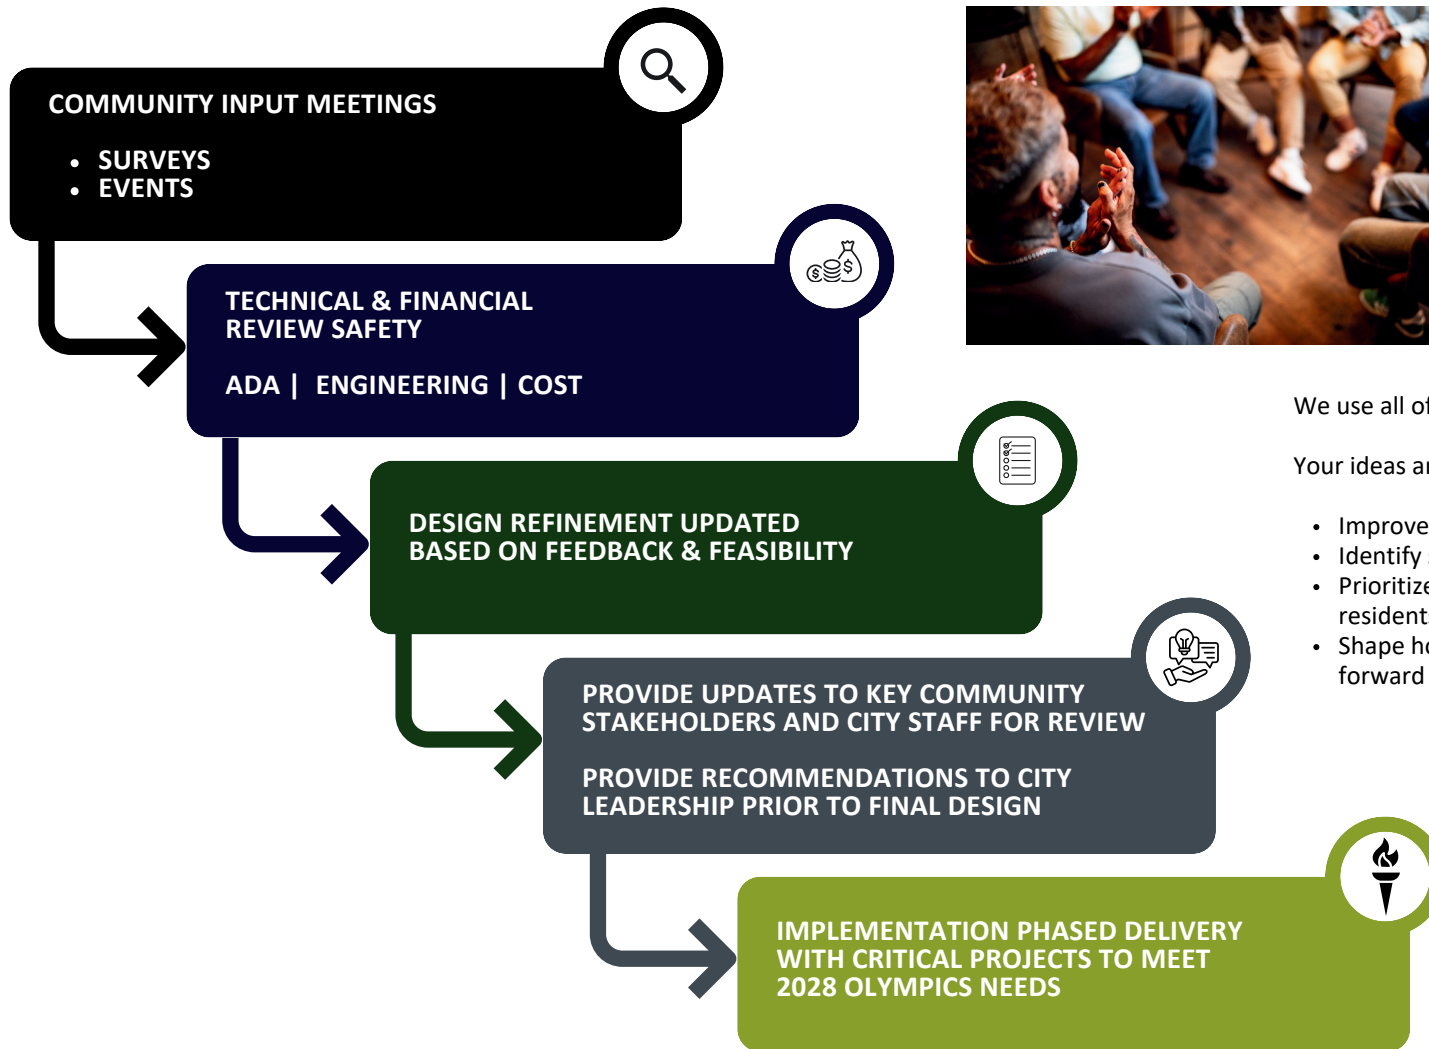 COMMUNITY INPUT MEETINGS
• SURVEYS
• EVENTS
TECHNICAL & FINANCIAL
REVIEW SAFETY
ADA | ENGINEERING | COST
DESIGN REFINEMENT UPDATED
BASED ON FEEDBACK & FEASIBILITY
PROVIDE UPDATES TO KEY COMMUNITY
STAKEHOLDERS AND CITY STAFF FOR REVIEW
PROVIDE RECOMMENDATIONS TO CITY
LEADERSHIP PRIOR TO FINAL DESIGN
IMPLEMENTATION PHASED DELIVERY
WITH CRITICAL PROJECTS TO MEET
2028 OLYMPICS NEEDS
We use all of
Your ideas
• Improve
• Identify
• Prioritize
residents
• Shape
forward